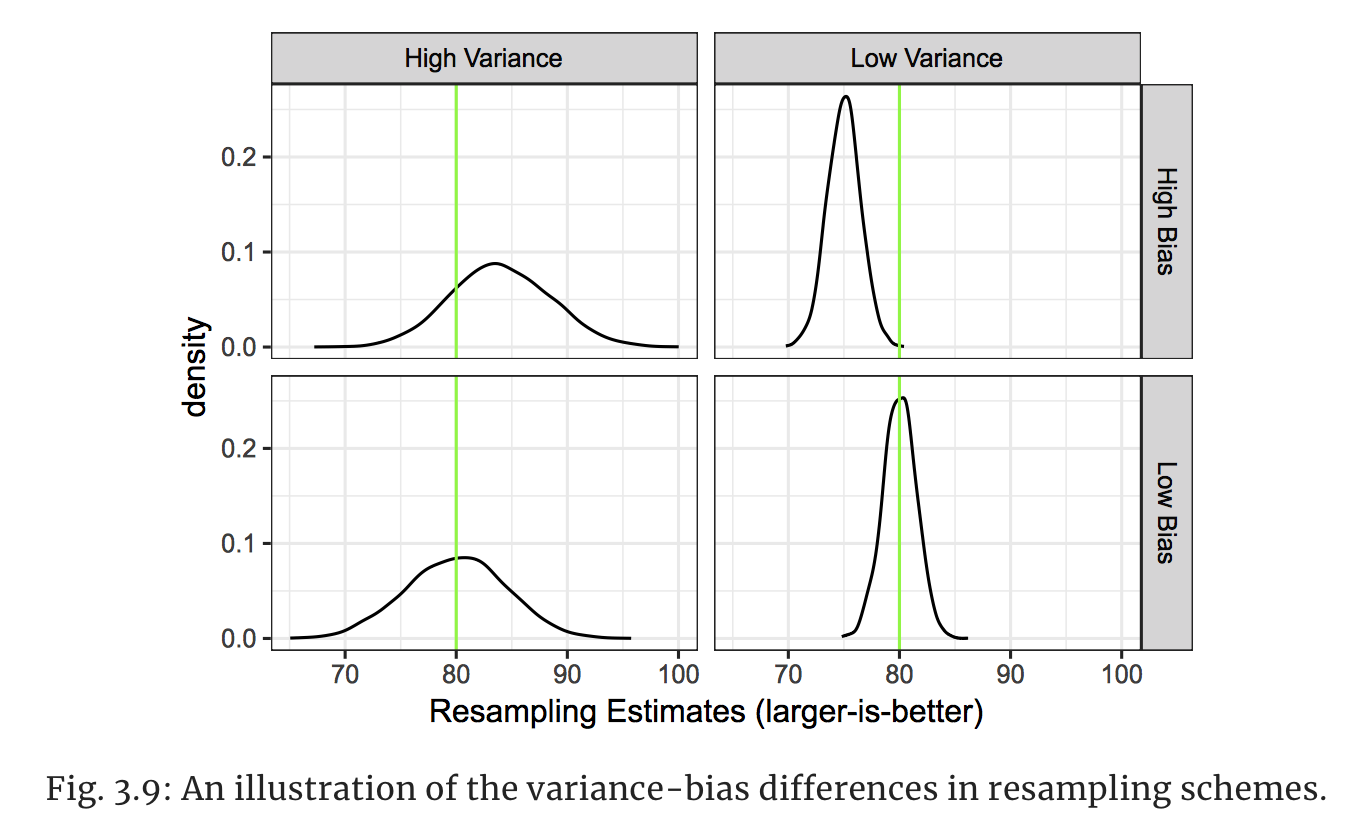 High Variance
Low Variance
0.2
0.1
0.0
High Bias
density
0.2
0.1
0.0
Low Bias
70
80
90
100
70
80
90
100
Resampling Estimates (larger-is-better)
Fig. 3.9: An illustration of the variance-bias differences in resampling schemes.